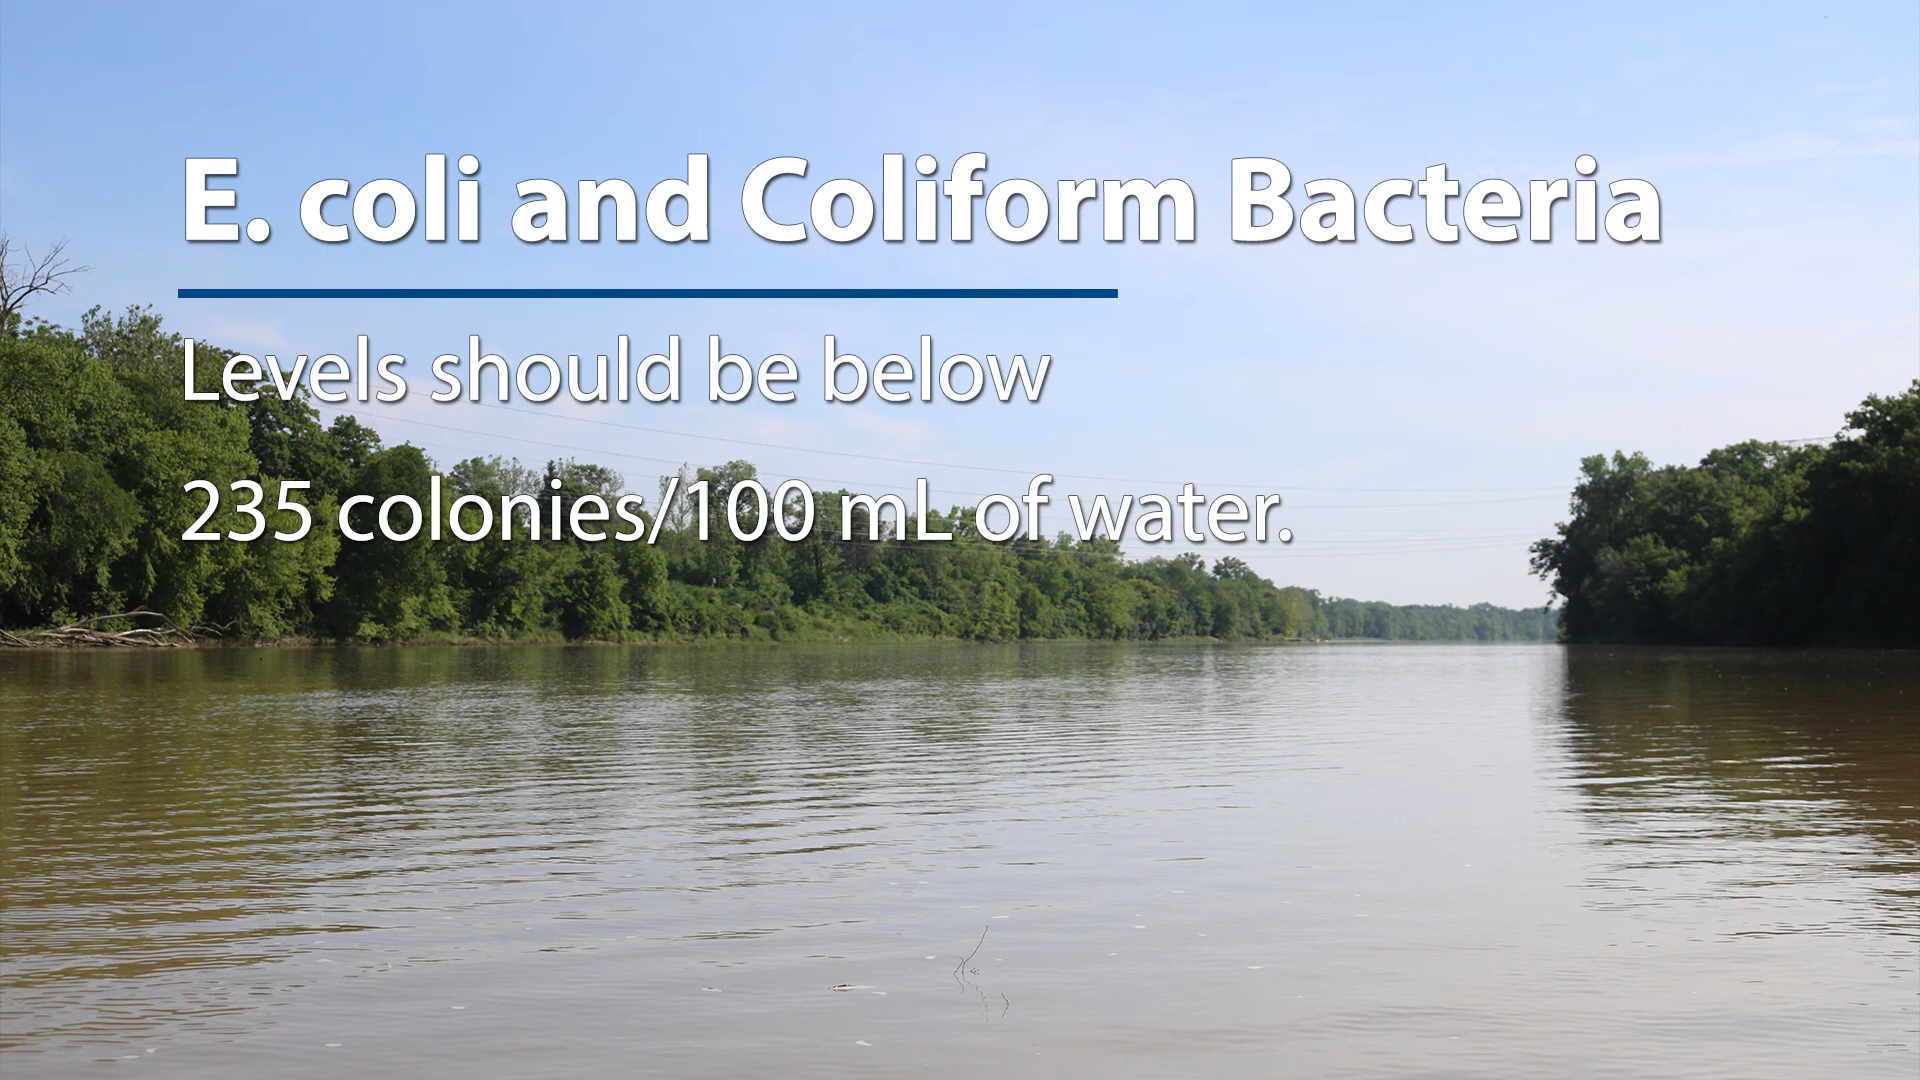 E. coli and Coliform Bacteria
Levels should be below
235 colonies/100 mL of water.